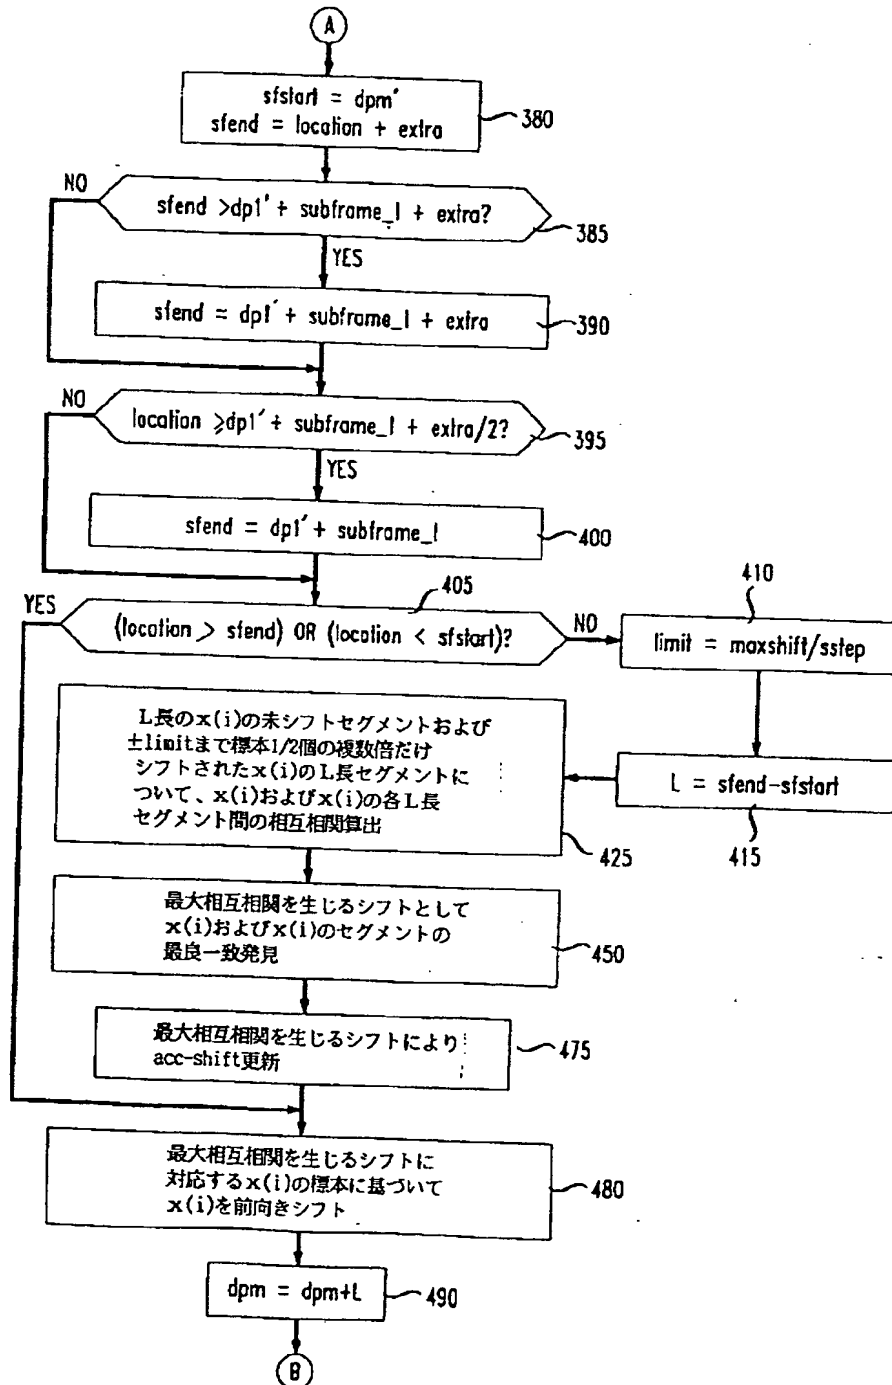 A
sfstart = dpm′
sfend = location + extra
380
NO
sfend >dp1′ + subframe_l + extra?
385
YES
sfend = dp1′ + subframe_l + extra
390
NO
location ≥dp1′ + subframe_l + extra/2?
395
YES
sfend = dp1′ + subframe_l
400
405
YES
(location > sfend) OR (location < sfstart)?
NO
410
limit = maxshift/sstep
L = sfend-sfstart
415
L長のx(i)の未シフトセグメントおよび
±limitまで標本1/2個の複数倍だけ
シフトされたx(i)のL長セグメントに
ついて、x(i)およびx(i)の各L長
セグメント間の相互相関算出
425
最大相互相関を生じるシフトとして
x(i)およびx(i)のセグメントの
最良一致発見
450
最大相互相関を生じるシフトにより
acc-shift更新
475
最大相互相関を生じるシフトに
対応するx(i)の標本に基づいて
x(i)を前向きシフト
480
dpm = dpm+L
490
B